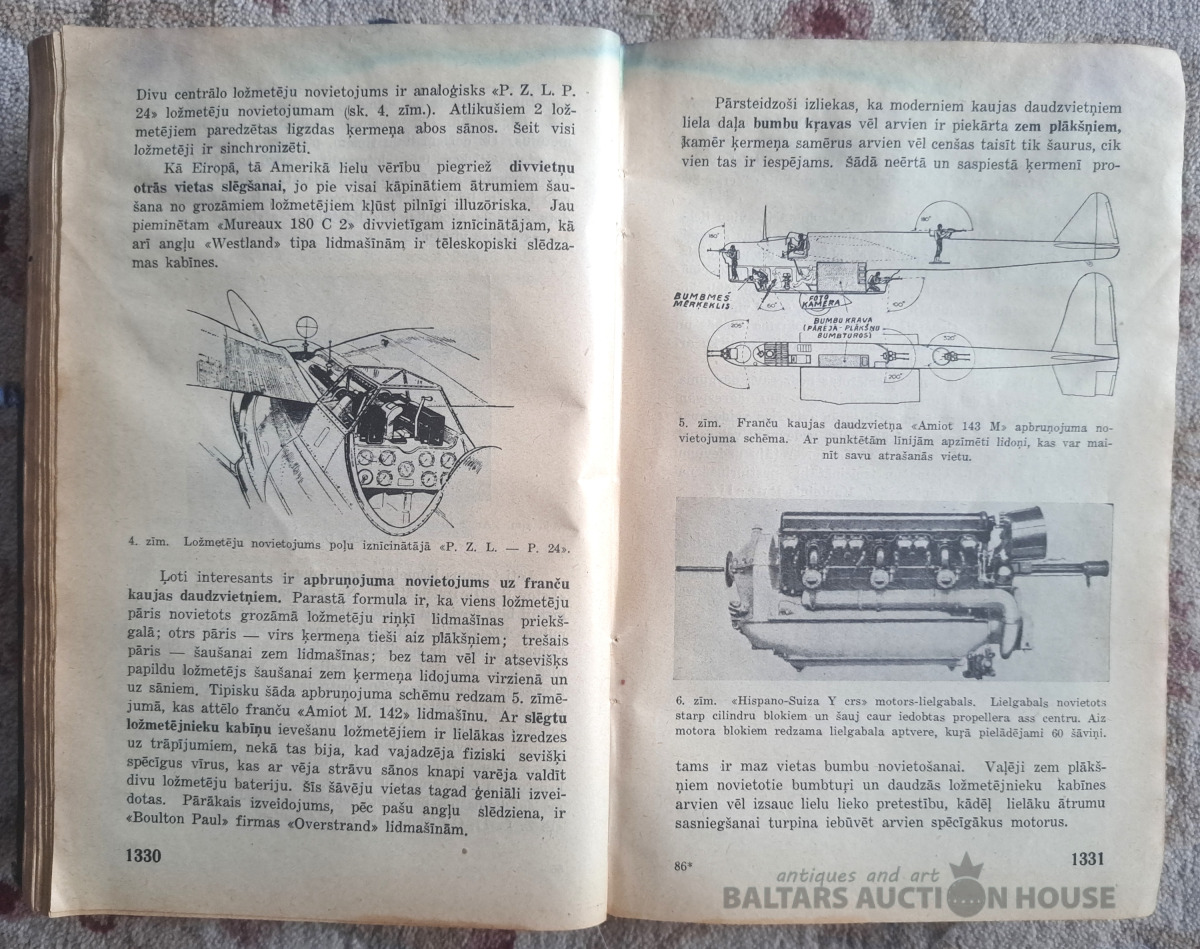 Divu centrālo ložmetēju novietojums ir analoģisks «P. Z. L. P.
24» ložmetēju novietojumam (sk. 4. zīm.). Atlikušiem 2 lož-
metējiem paredzētas ligzdas ķermeņa abos sānos. Šeit visi
ložmetēji ir sinchronizēti.
Kā Eiropā, tā Amerikā lielu vērību piegriež divvietņu
otrās vietas slēgšanai, jo pie visai kāpinātiem ātrumiem šau-
šana no grozāmiem ložmetējiem kļūst pilnīgi illuzōriska. Jau
pieminētam «Mureaux 180 C 2» divvietīgam iznīcinātājam, kā
arī angļu «Westland» tipa lidmašīnām ir tēleskopiski slēdza-
mas kabīnes.
4. zīm. Ložmetēju novietojums poļu iznīcinātājā «P. Z. L. — P. 24».
Ļoti interesants ir apbruņojuma novietojums uz franču
kaujas daudzvietņiem. Parastā formula ir, ka viens ložmetēju
pāris novietots grozāmā ložmetēju riņķī lidmašīnas priekš-
galā; otrs pāris — virs ķermeņa tieši aiz plākšņiem; trešais
pāris — šaušanai zem lidmašīnas; bez tam vēl ir atsevišķs
papildu ložmetējs šaušanai zem ķermeņa lidojuma virzienā un
uz sāniem. Tipisku šāda apbruņojuma schēmu redzam 5. zīmē-
jumā, kas attēlo franču «Amiot M. 142» lidmašīnu. Ar slēgtu
ložmetējnieku kabīņu ievešanu ložmetējiem ir lielākas izredzes
uz trāpījumiem, nekā tas bija, kad vajadzēja fiziski sevišķi
spēcīgus vīrus, kas ar vēja strāvu sānos knapi varēja valdīt
divu ložmetēju bateriju. Šīs šāvēju vietas tagad ģeniāli izvei-
dotas. Pārākais izveidojums, pēc pašu angļu slēdziena, ir
«Boulton Paul» firmas «Overstrand» lidmašīnām.
1330
Pārsteidzoši izliekas, ka moderniem kaujas daudzvietņiem
liela daļa bumbu kravas vēl arvien ir piekārta zem plākšņiem,
kamēr ķermeņa samērus arvien vēl cenšas taisīt tik šaurus, cik
vien tas ir iespējams. Šādā neērtā un saspiestā ķermenī pro-
180°
180°
BUMBMEŠ.
MĒRĶEKLIS
60°
FOTO
KAMĒRA
100°
BUMBU KRAVA
(PĀREJĀ - PLĀKŠŅU
BUMBTUROS)
205°
320°
200°
5. zīm. Franču kaujas daudzvietņa «Amiot 143 M» apbruņojuma no-
vietojuma schēma. Ar punktētām linijām apzīmēti lidoņi, kas var mai-
nīt savu atrašanās vietu.
6. zīm. «Hispano-Suiza Y crs» motors-lielgabals. Lielgabals novietots
starp cilindru blokiem un šauj caur iedobtas propellera ass centru. Aiz
motora blokiem redzama lielgabala aptvere, kuŗā pielādējami 60 šāviņi.
tams ir maz vietas bumbu novietošanai. Vaļēji zem plākš-
ņiem novietotie bumbtuŗi un daudzās ložmetējnieku kabīnes
arvien vēl izsauc lielu lieko pretestību, kādēļ lielāku ātrumu
sasniegšanai turpina iebūvēt arvien spēcīgākus motorus.
86*
1331
antiques and art
BALTARS AUCTION HOUSE